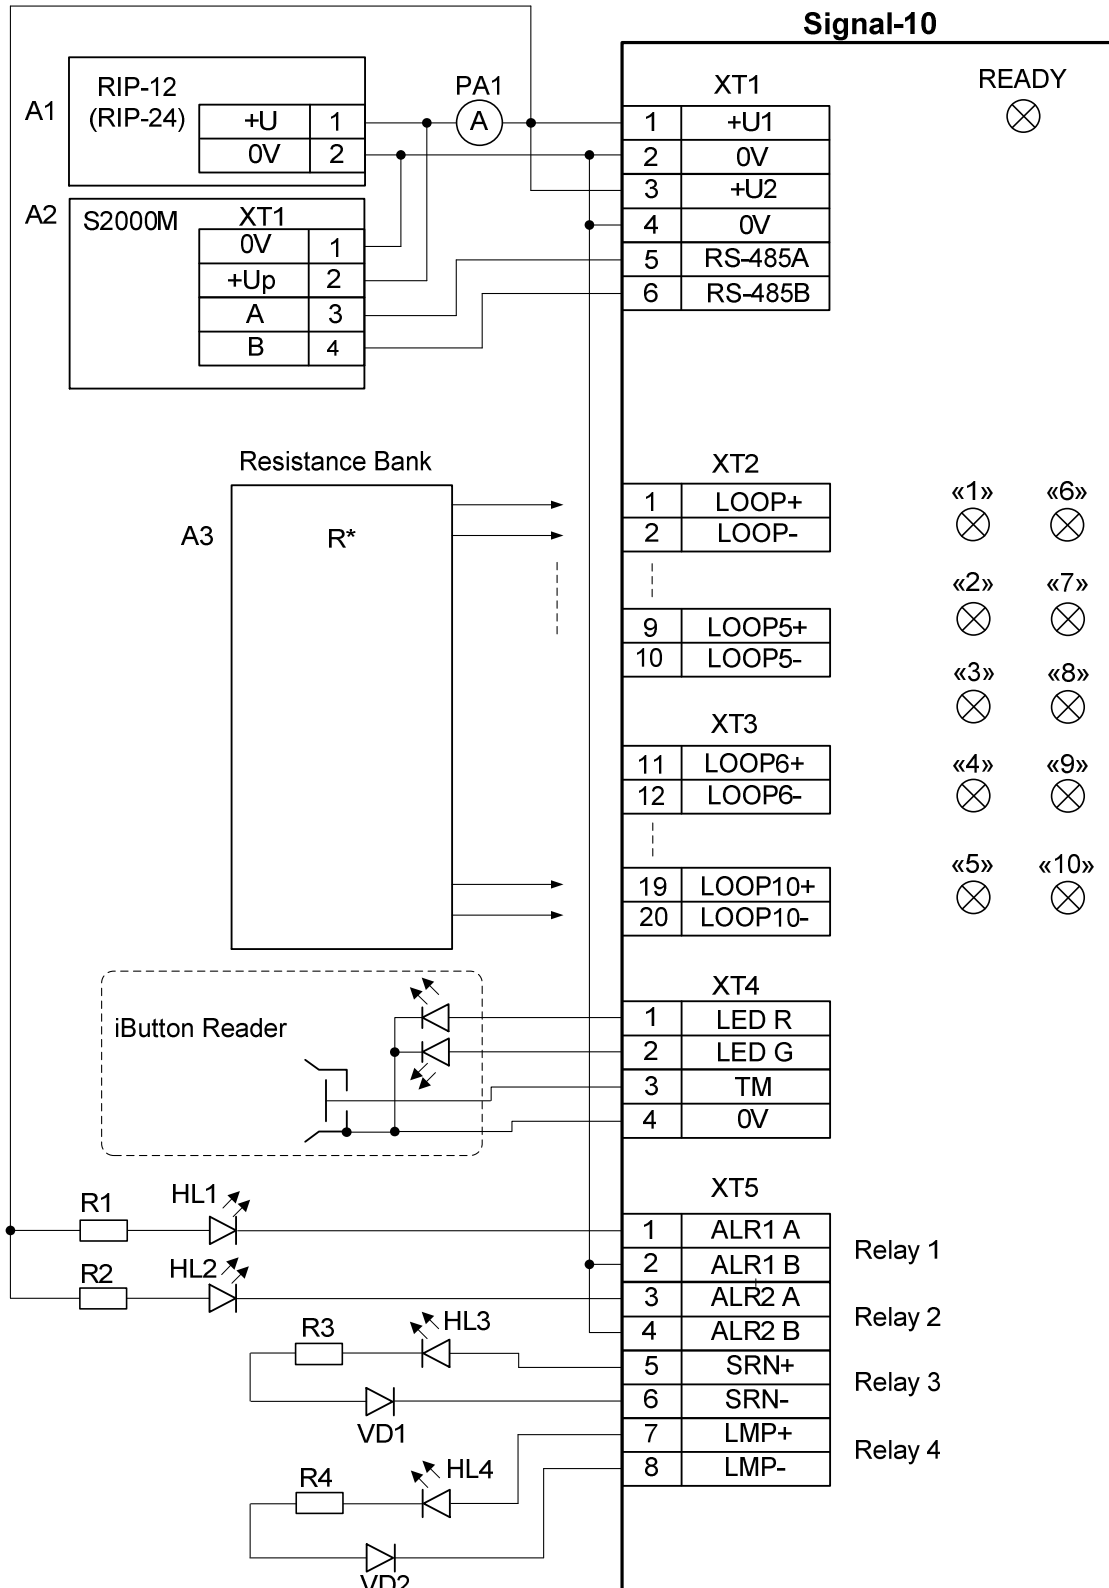 Signal-10
A1
RIP-12
(RIP-24)
+U 1
0V 2
PA1
A
XT1
1 +U1
2 0V
3 +U2
4 0V
5 RS-485A
6 RS-485B
READY
A2
S2000M
XT1
0V 1
+Up 2
A 3
B 4
Resistance Bank
A3
R*
XT2
1 LOOP+
2 LOOP-
9 LOOP5+
10 LOOP5-
XT3
11 LOOP6+
12 LOOP6-
19 LOOP10+
20 LOOP10-
«1» «6»
«2» «7»
«3» «8»
«4» «9»
«5» «10»
iButton Reader
XT4
1 LED R
2 LED G
3 TM
4 0V
XT5
1 ALR1 A
2 ALR1 B
3 ALR2 A
4 ALR2 B
5 SRN+
6 SRN-
7 LMP+
8 LMP-
Relay 1
Relay 2
Relay 3
Relay 4
R1 HL1
R2 HL2
R3 HL3
VD1
R4 HL4
VD2